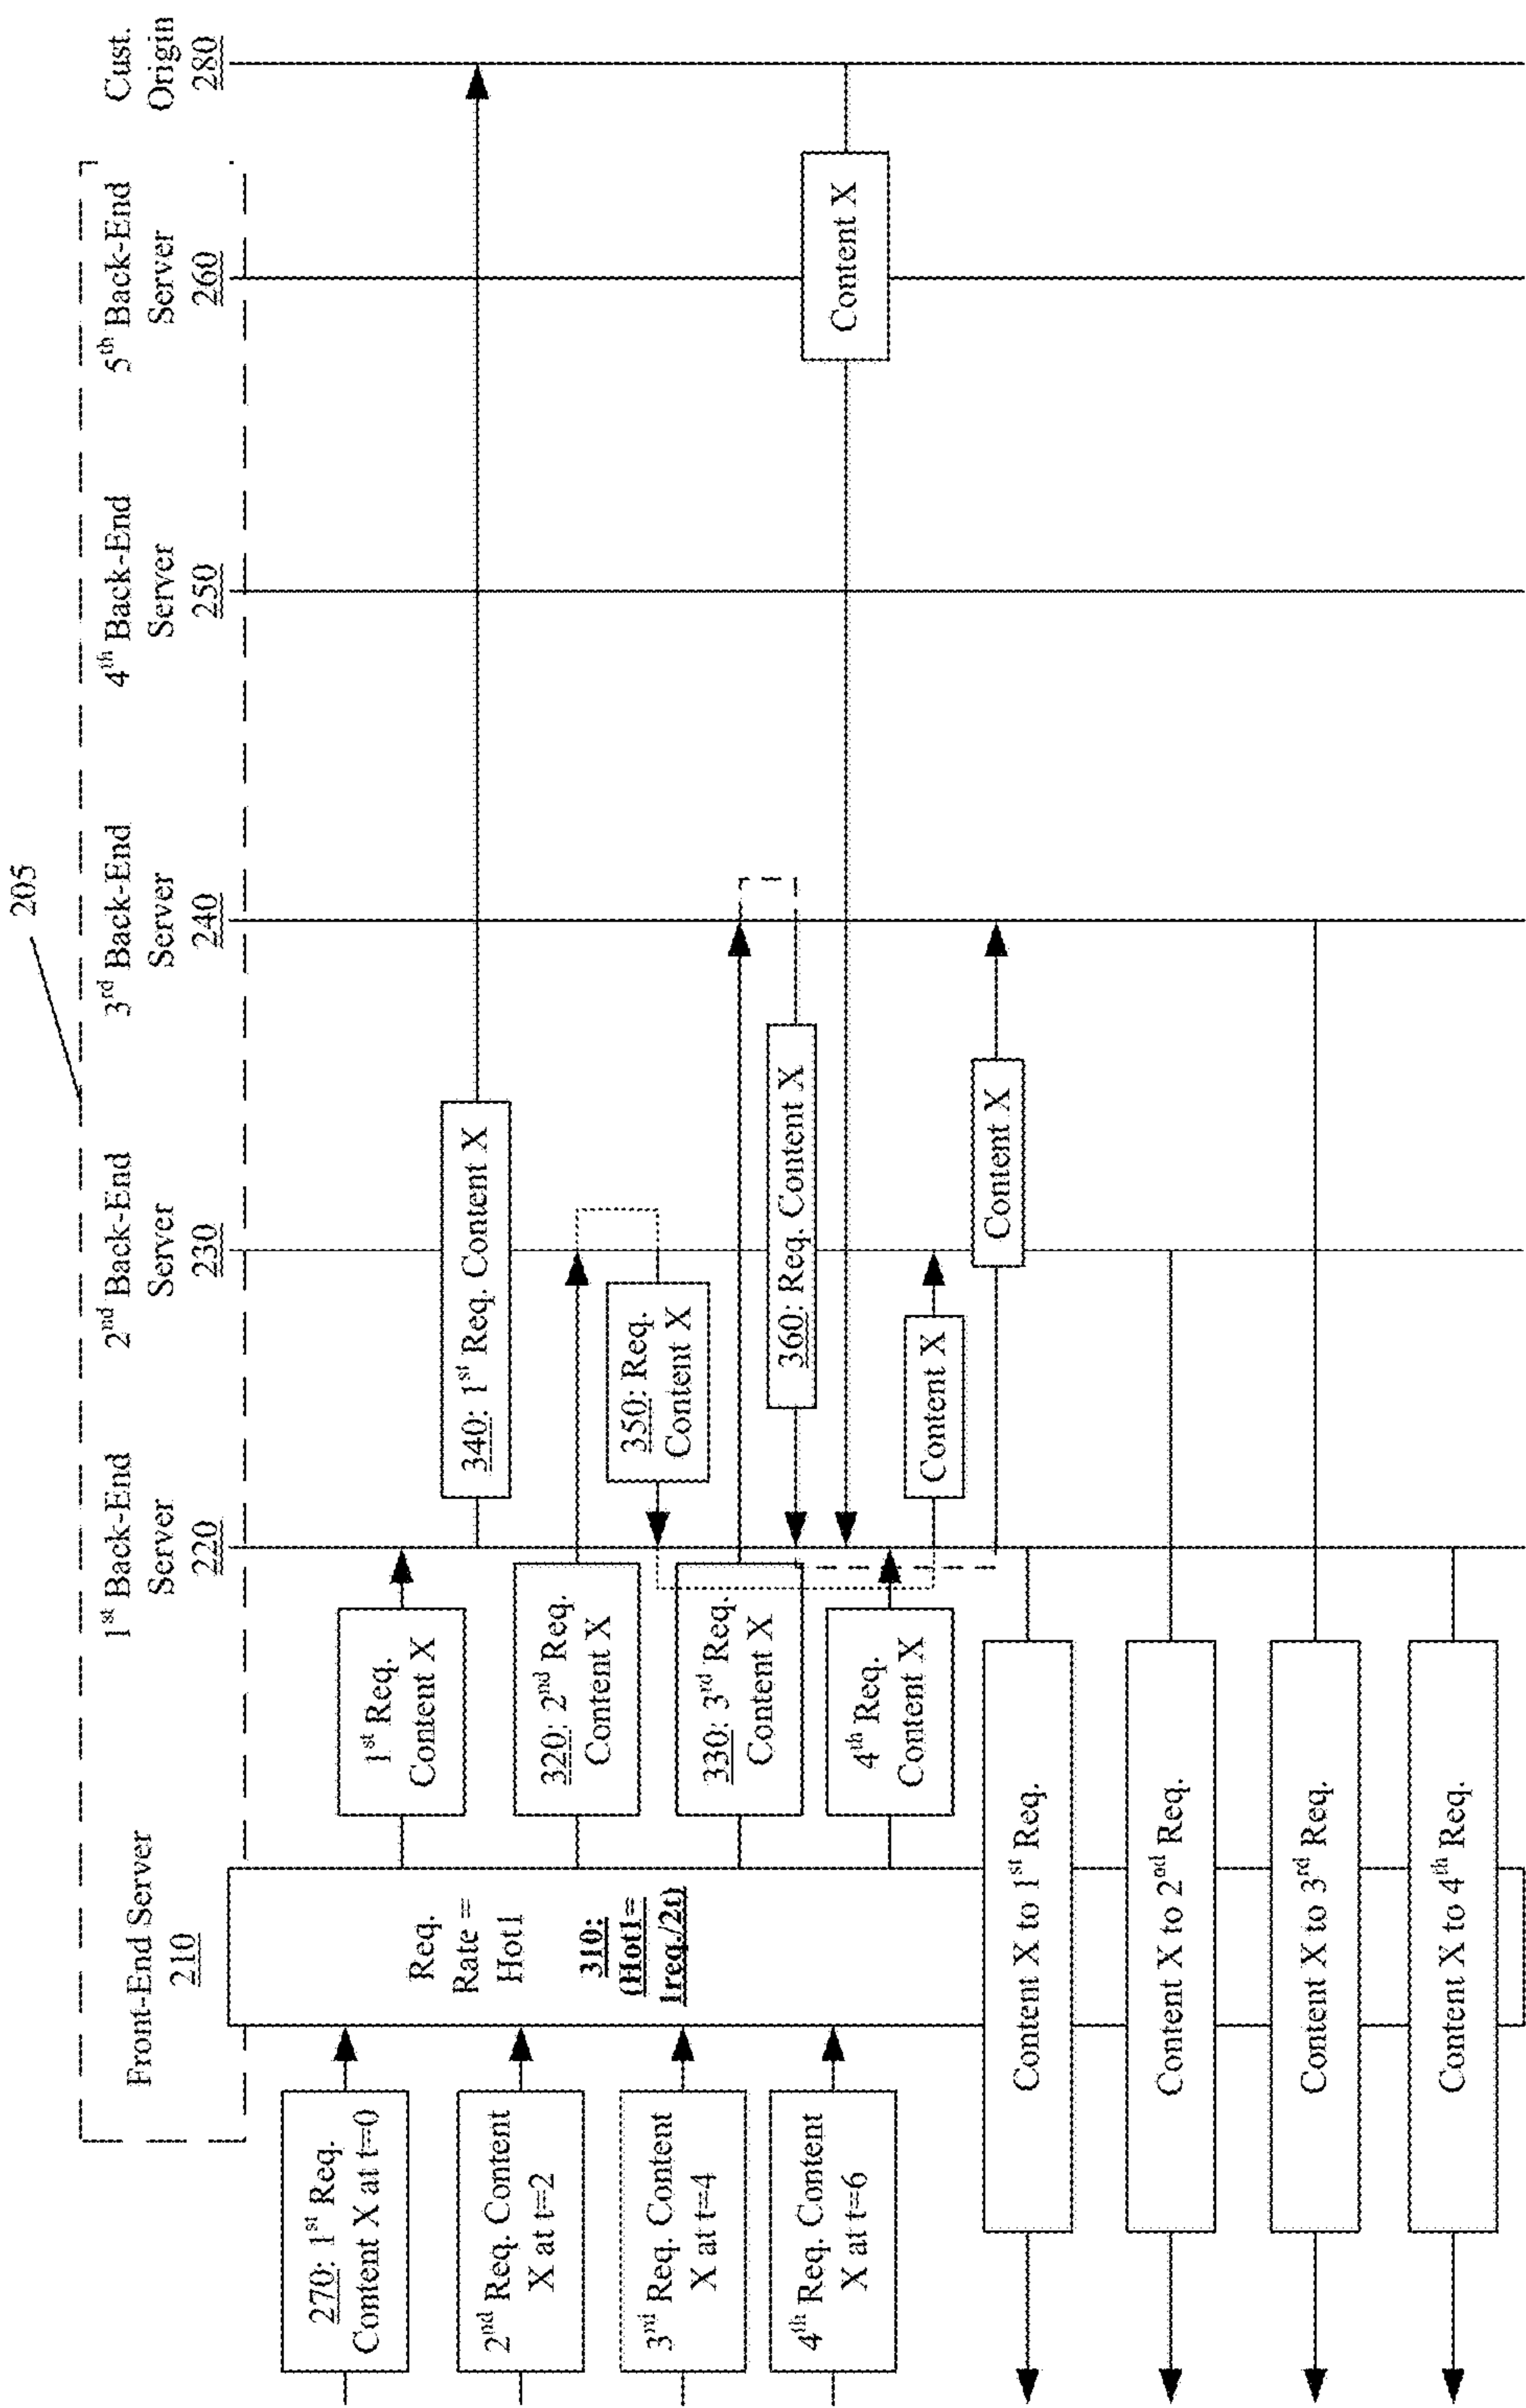 205
Front-End Server
210
1st Back-End
Server
220
2nd Back-End
Server
230
3rd Back-End
Server
240
4th Back-End
Server
250
5th Back-End
Server
260
Cust.
Origin
280
270: 1st Req.
Content X at t=0
1st Req.
Content X
Req.
Rate =
Hot1
310:
(Hot1=
1req./2t)
340: 1st Req. Content X
2nd Req. Content
X at t=2
320: 2nd Req.
Content X
350: Req.
Content X
3rd Req. Content
X at t=4
330: 3rd Req.
Content X
360: Req. Content X
4th Req. Content
X at t=6
4th Req.
Content X
Content X
Content X
Content X
Content X to 1st Req.
Content X to 2nd Req.
Content X to 3rd Req.
Content X to 4th Req.